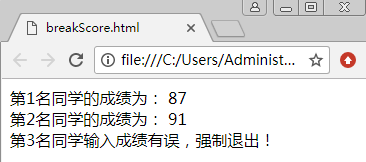 breakScore.html
file:///C:/Users/Administ...
第1名同学的成绩为： 87
第2名同学的成绩为： 91
第3名同学输入成绩有误，强制退出！